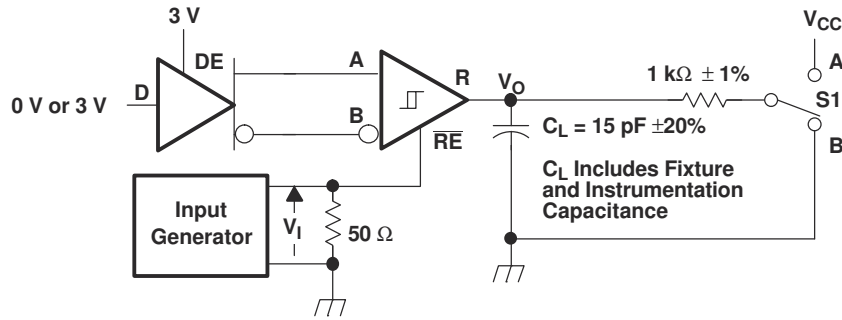 3 V
DE
D
0 V or 3 V
A
B
R
RE
V_O
1 kΩ ± 1%
V_CC
A
S1
B
C_L = 15 pF ±20%
C_L Includes Fixture
and Instrumentation
Capacitance
Input
Generator
V_I
50 Ω